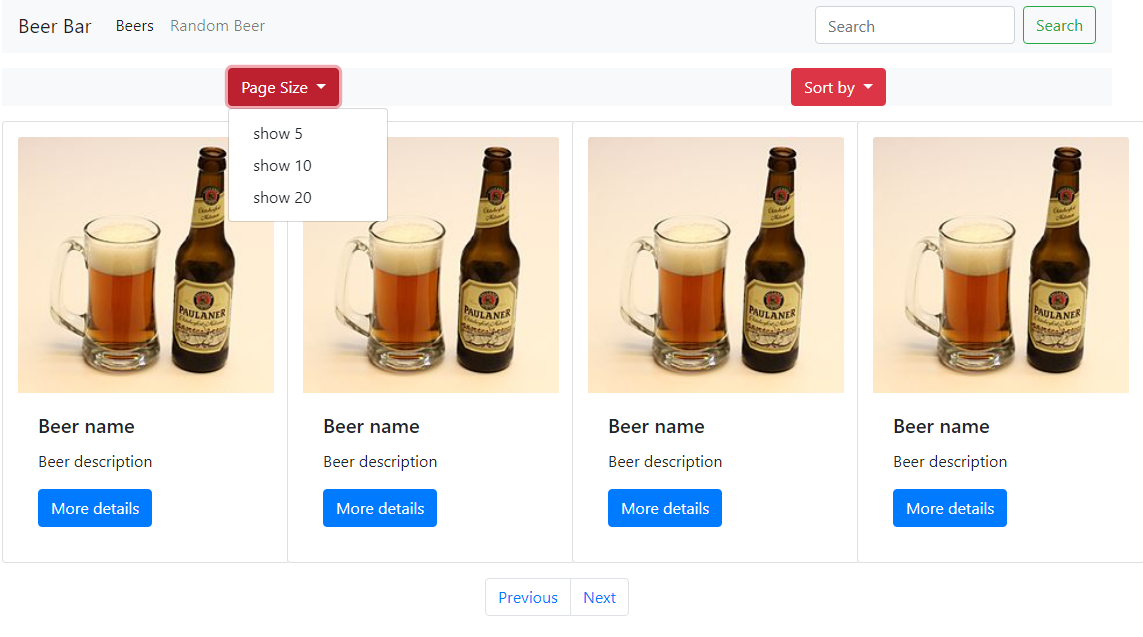 Beer Bar Beers Random Beer Search Search
Page Size Sort by
show 5
show 10
show 20
PAULANER PAULANER PAULANER PAULANER
Beer name Beer name Beer name Beer name
Beer description Beer description Beer description Beer description
More details More details More details More details
Previous Next